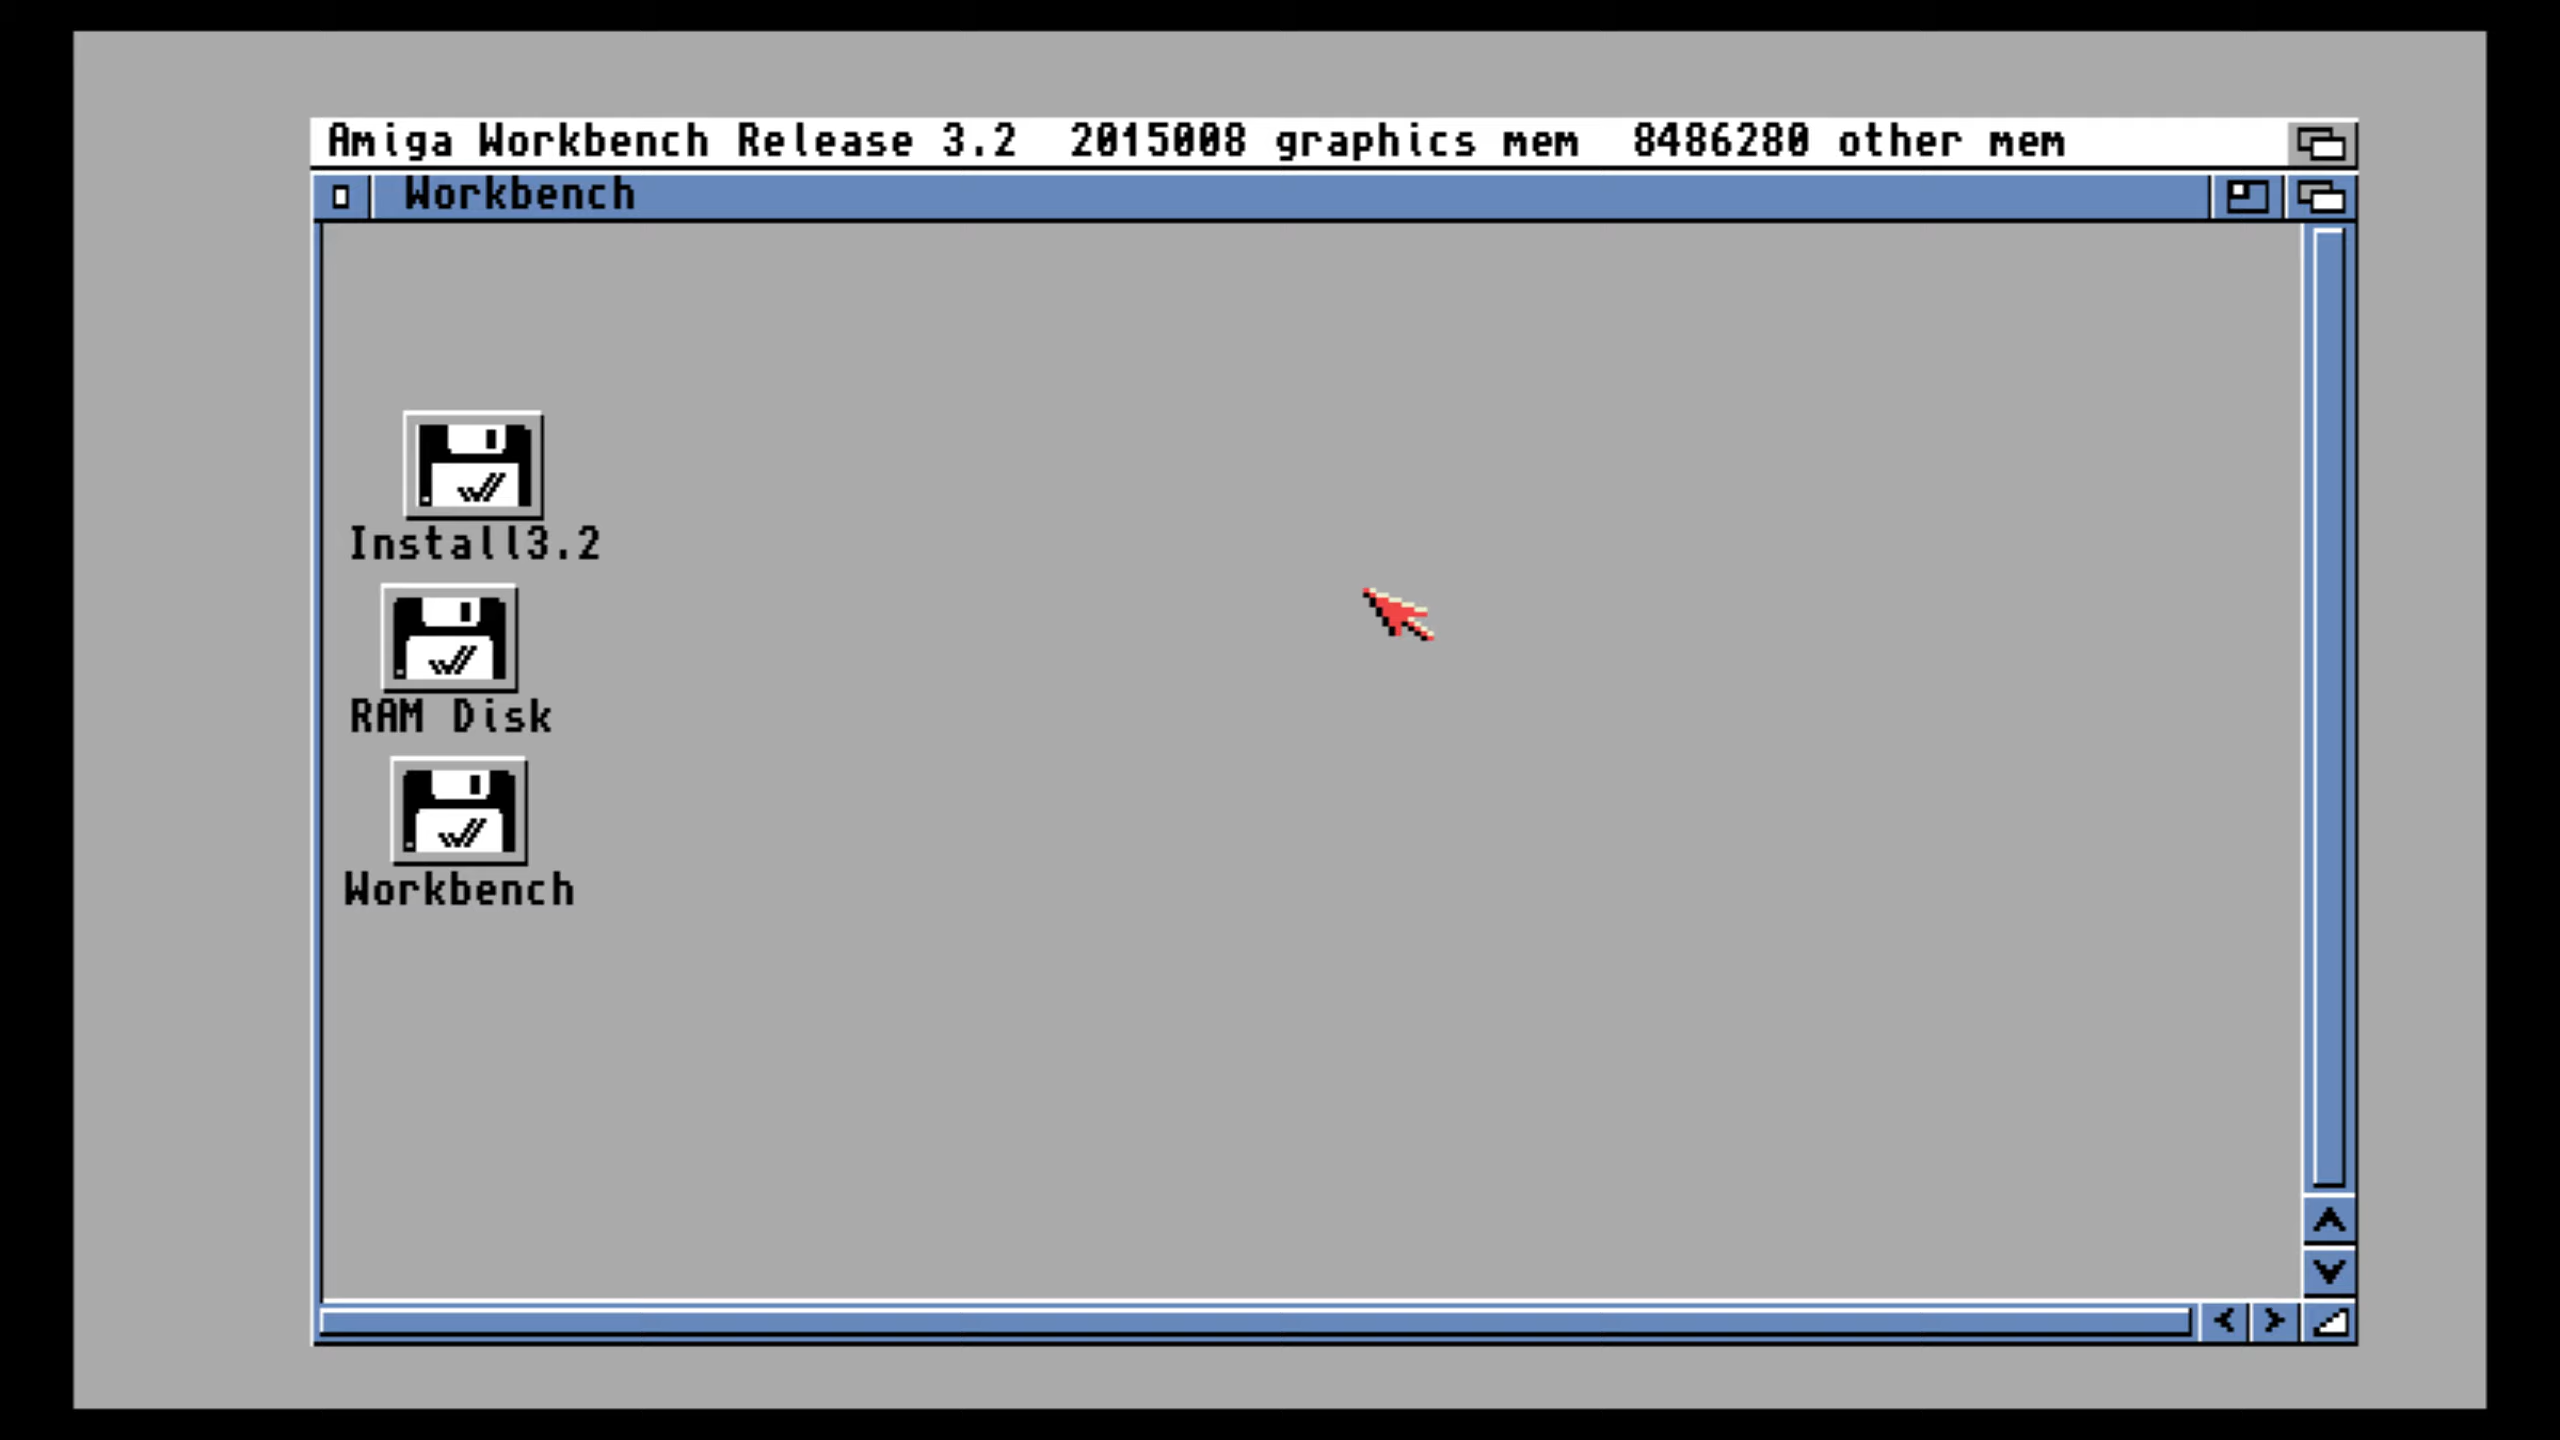 Amiga Workbench Release 3.2  2015008 graphics mem  8486280 other mem
Workbench
Install3.2
RAM Disk
Workbench